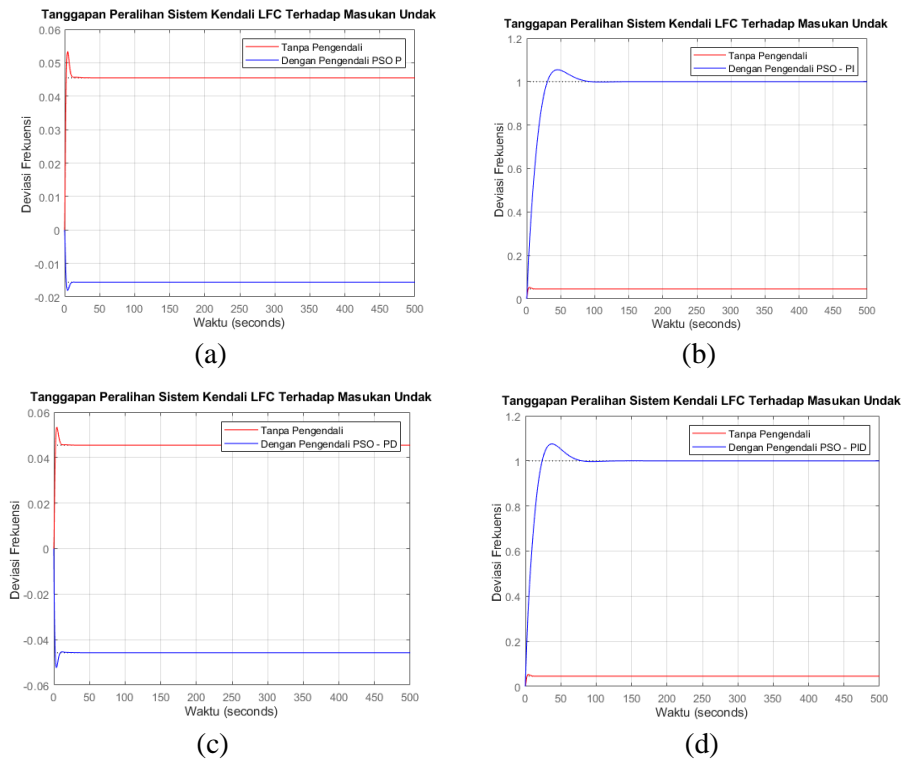 Tanggapan Peralihan Sistem Kendali LFC Terhadap Masukan Undak
0.06
0.05
0.04
0.03
0.02
0.01
0
-0.01
-0.02
Deviasi Frekuensi
Tanpa Pengendali
Dengan Pengendali PSO P
0 50 100 150 200 250 300 350 400 450 500
Waktu (seconds)
(a)
Tanggapan Peralihan Sistem Kendali LFC Terhadap Masukan Undak
1.2
1
0.8
0.6
0.4
0.2
0
Deviasi Frekuensi
Tanpa Pengendali
Dengan Pengendali PSO - PI
0 50 100 150 200 250 300 350 400 450 500
Waktu (seconds)
(b)
Tanggapan Peralihan Sistem Kendali LFC Terhadap Masukan Undak
0.06
0.04
0.02
0
-0.02
-0.04
-0.06
Deviasi Frekuensi
Tanpa Pengendali
Dengan Pengendali PSO - PD
0 50 100 150 200 250 300 350 400 450 500
Waktu (seconds)
(c)
Tanggapan Peralihan Sistem Kendali LFC Terhadap Masukan Undak
1.2
1
0.8
0.6
0.4
0.2
0
Deviasi Frekuensi
Tanpa Pengendali
Dengan Pengendali PSO - PID
0 50 100 150 200 250 300 350 400 450 500
Waktu (seconds)
(d)